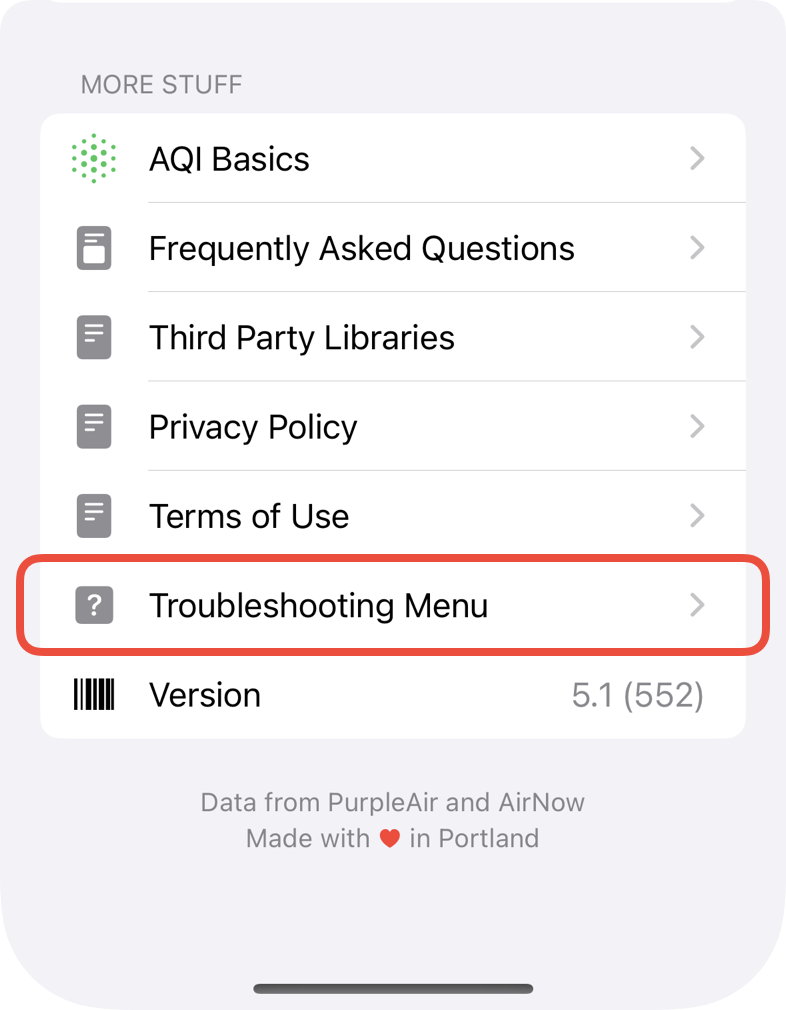 MORE STUFF
AQI Basics
Frequently Asked Questions
Third Party Libraries
Privacy Policy
Terms of Use
? Troubleshooting Menu
Version 5.1 (552)
Data from PurpleAir and AirNow
Made with ❤️ in Portland